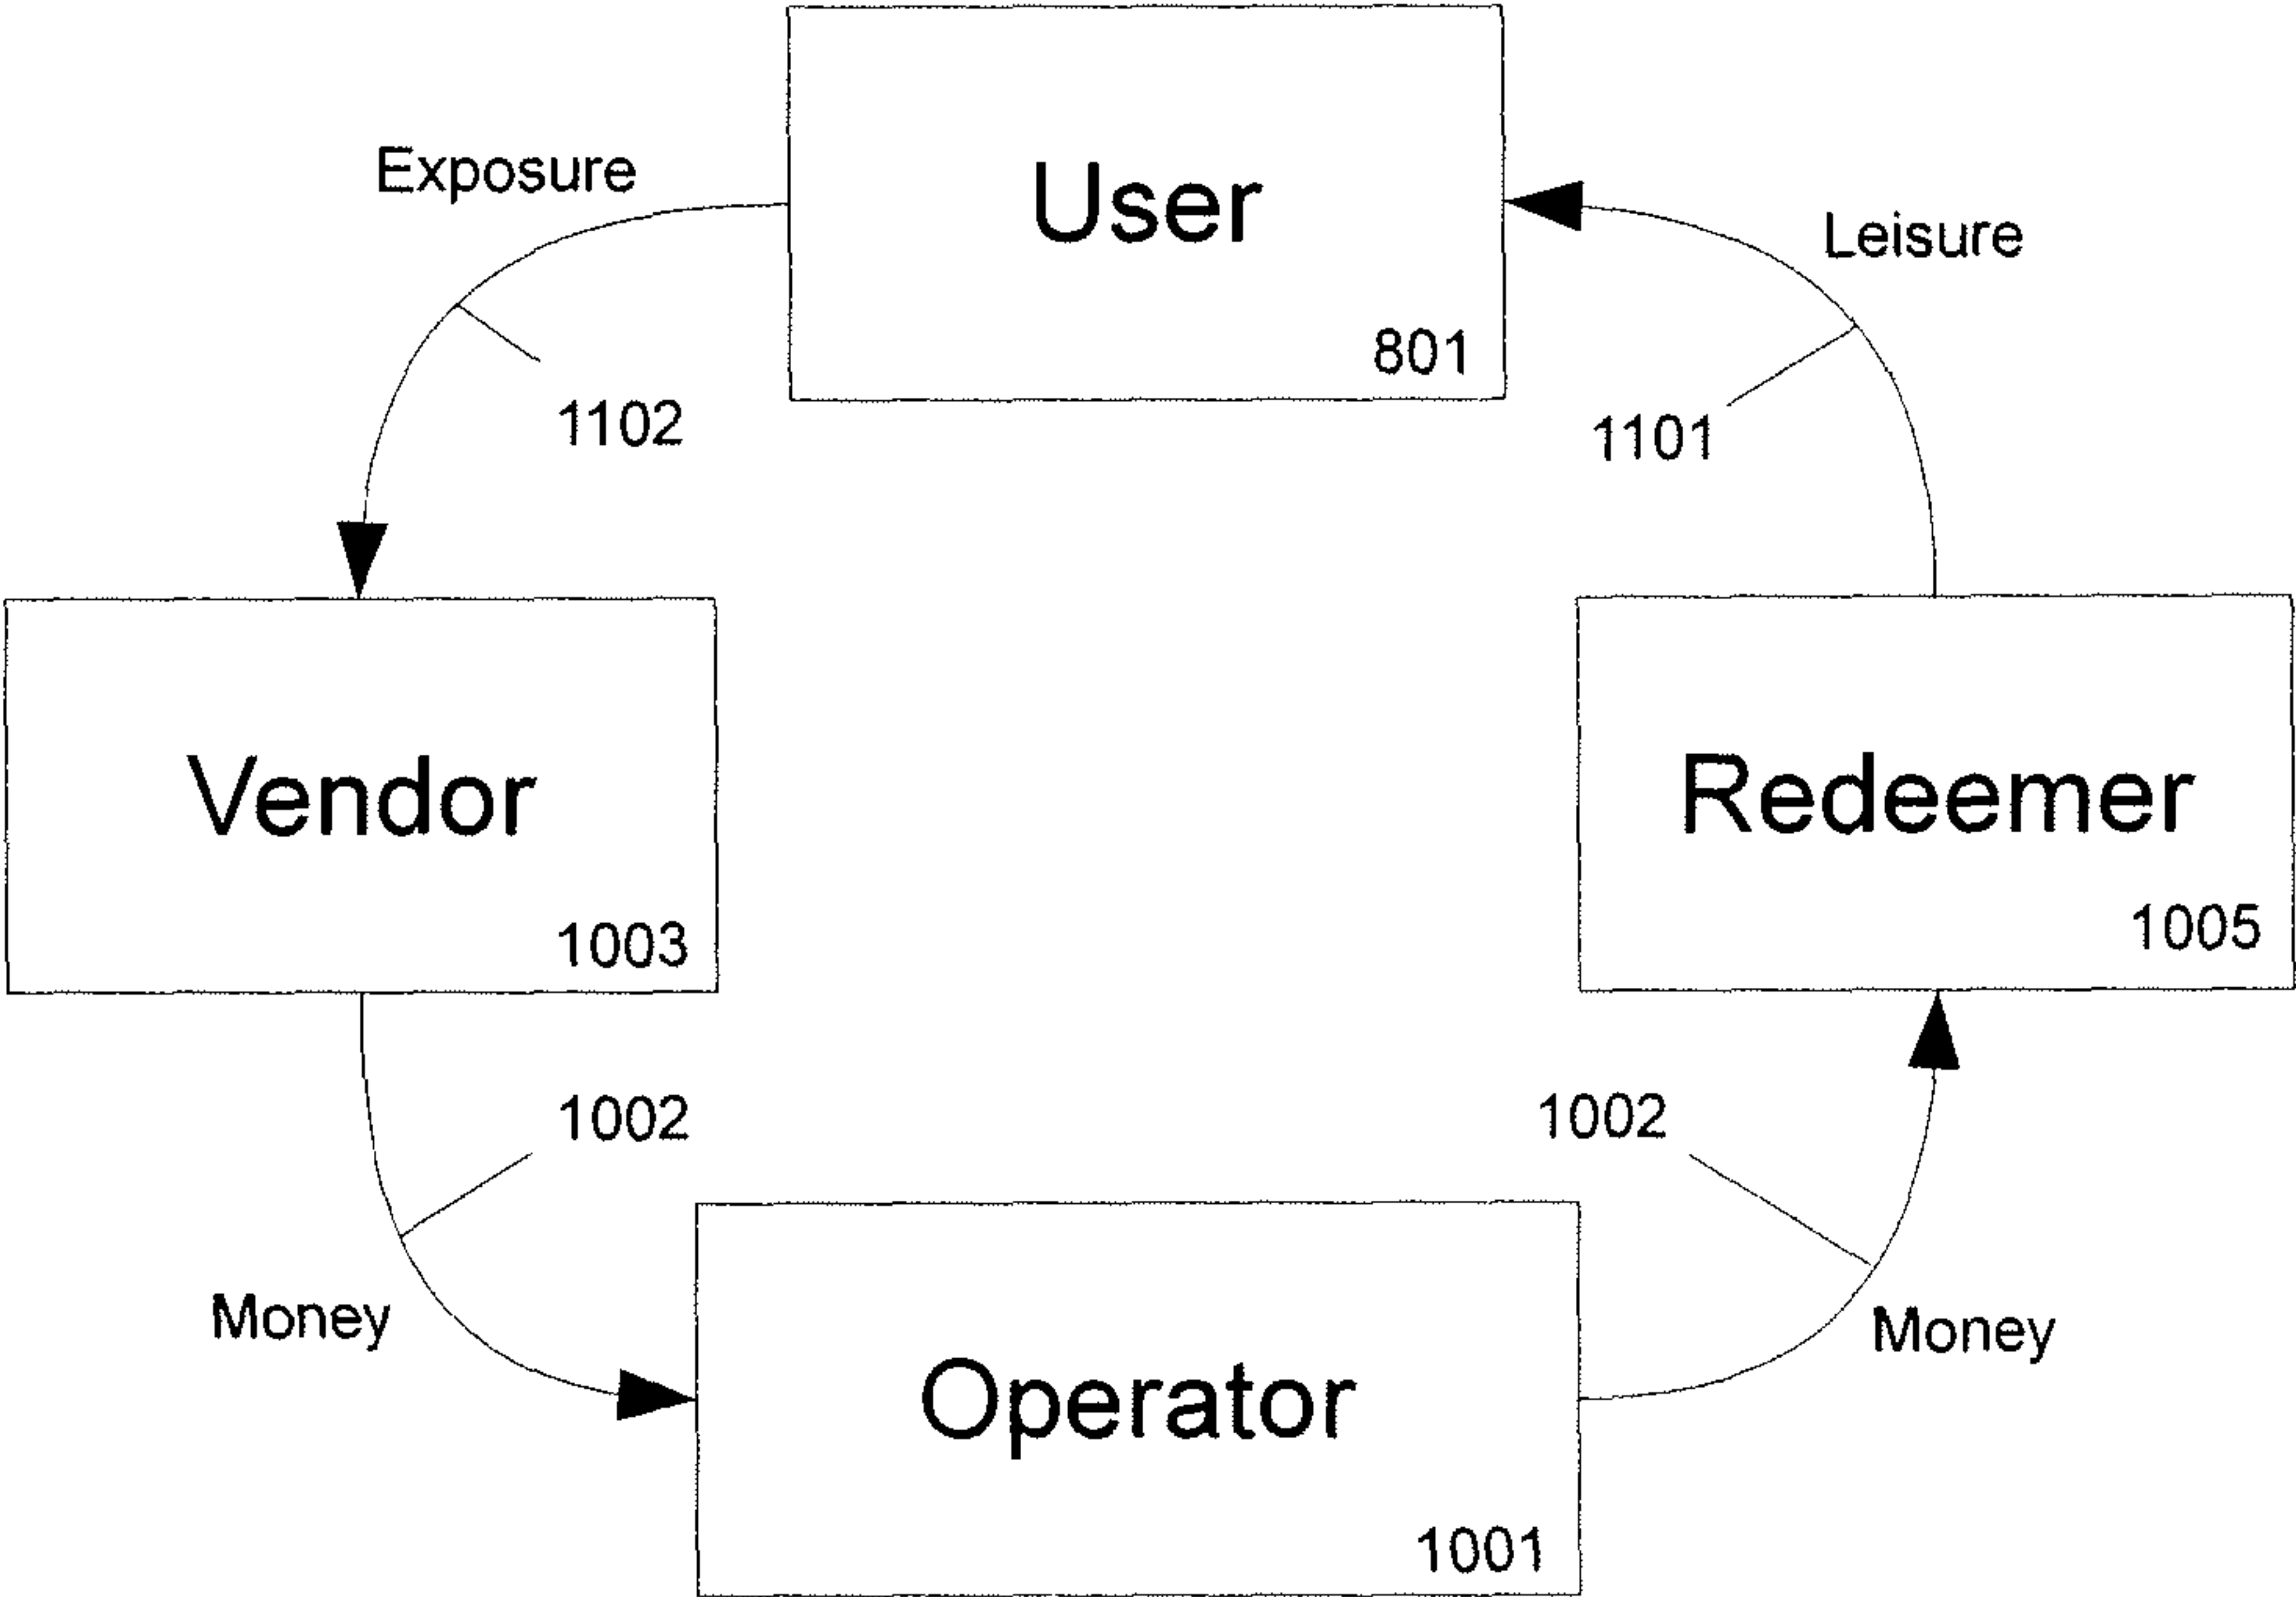 Exposure
User
Leisure
801
1102
1101
Vendor
Redeemer
1003
1005
1002
1002
Money
Money
Operator
1001